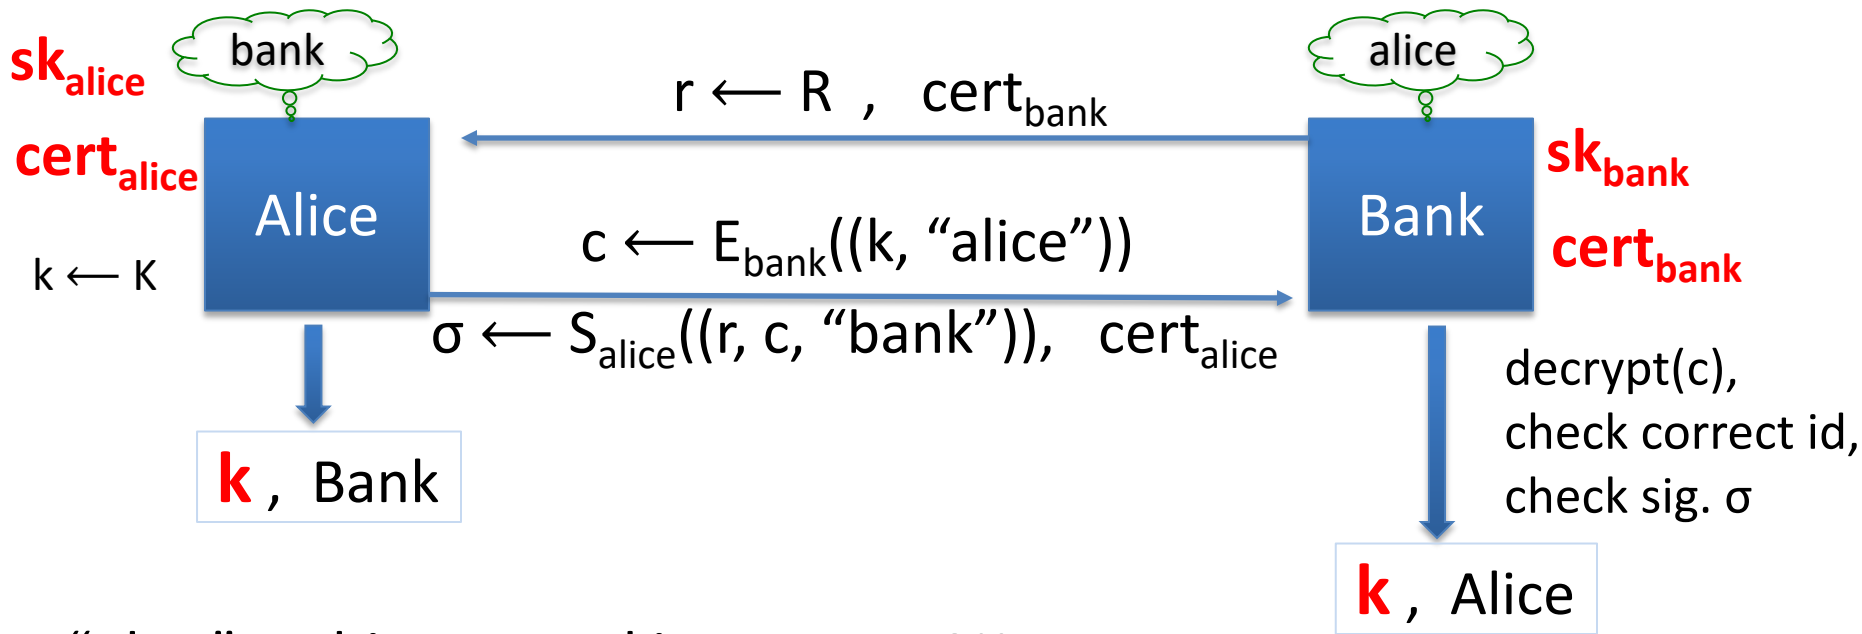 bank
alice
sk_alice
r ⟵ R , cert_bank
cert_alice
sk_bank
Alice
Bank
c ⟵ E_bank((k, “alice”))
cert_bank
k ⟵ K
σ ⟵ S_alice((r, c, “bank”)), cert_alice
decrypt(c),
check correct id,
check sig. σ
k , Bank
k , Alice